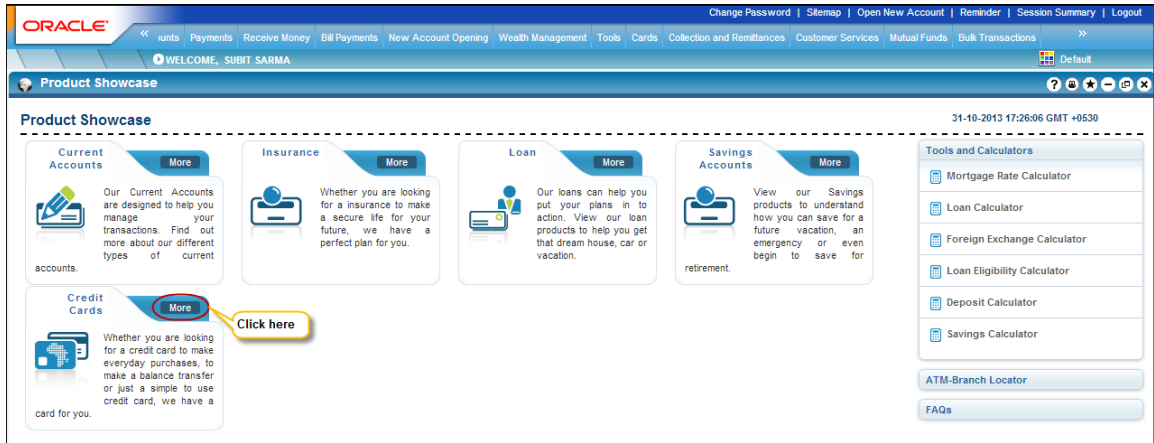 Change Password | Sitemap | Open New Account | Reminder | Session Summary | Logout
ORACLE
« unts Payments Receive Money Bill Payments New Account Opening Wealth Management Tools Cards Collection and Remittances Customer Services Mutual Funds Bulk Transactions »
WELCOME, SUBIT SARMA
Default
Product Showcase
Product Showcase
31-10-2013 17:26:06 GMT +0530
Current
Accounts
More
Our Current Accounts
are designed to help you
manage your
transactions. Find out
more about our different
types of current
accounts.
Insurance
More
Whether you are looking
for a insurance to make
a secure life for your
future, we have a
perfect plan for you.
Loan
More
Our loans can help you
put your plans in to
action. View our loan
products to help you get
that dream house, car or
vacation.
Savings
Accounts
More
View our Savings
products to understand
how you can save for a
future vacation, an
emergency or even
begin to save for
retirement.
Credit
Cards
More
Click here
Whether you are looking
for a credit card to make
everyday purchases, to
make a balance transfer
or just a simple to use
credit card, we have a
card for you.
Tools and Calculators
Mortgage Rate Calculator
Loan Calculator
Foreign Exchange Calculator
Loan Eligibility Calculator
Deposit Calculator
Savings Calculator
ATM-Branch Locator
FAQs